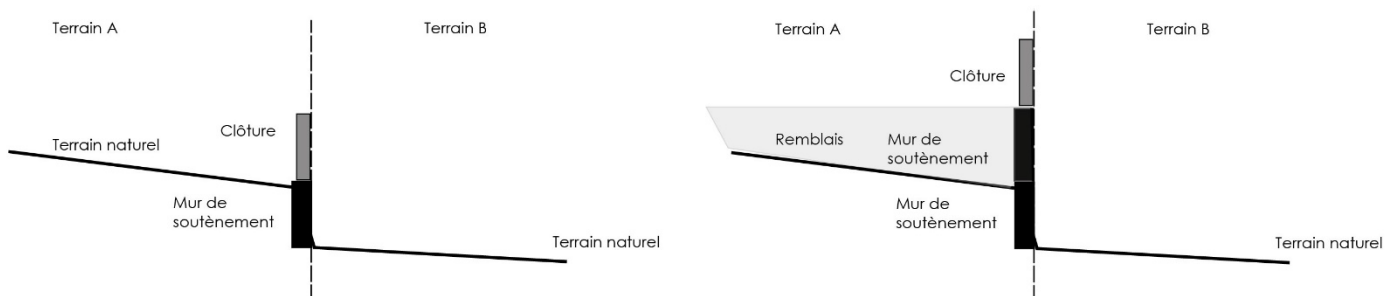 Terrain A
Terrain B
Clôture
Terrain naturel
Mur de
soutènement
Terrain naturel
Terrain A
Terrain B
Clôture
Remblais
Mur de
soutènement
Mur de
soutènement
Terrain naturel